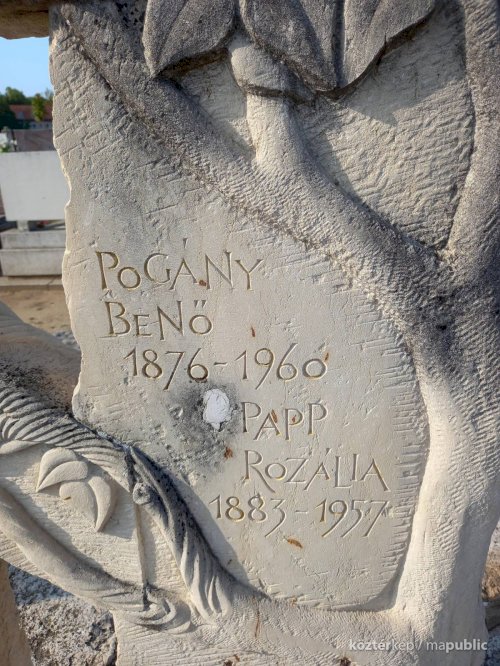 POGÁNY
BENŐ
1876-1960
PAPP
ROZÁLIA
1883-1957
köztérkép / mapublic